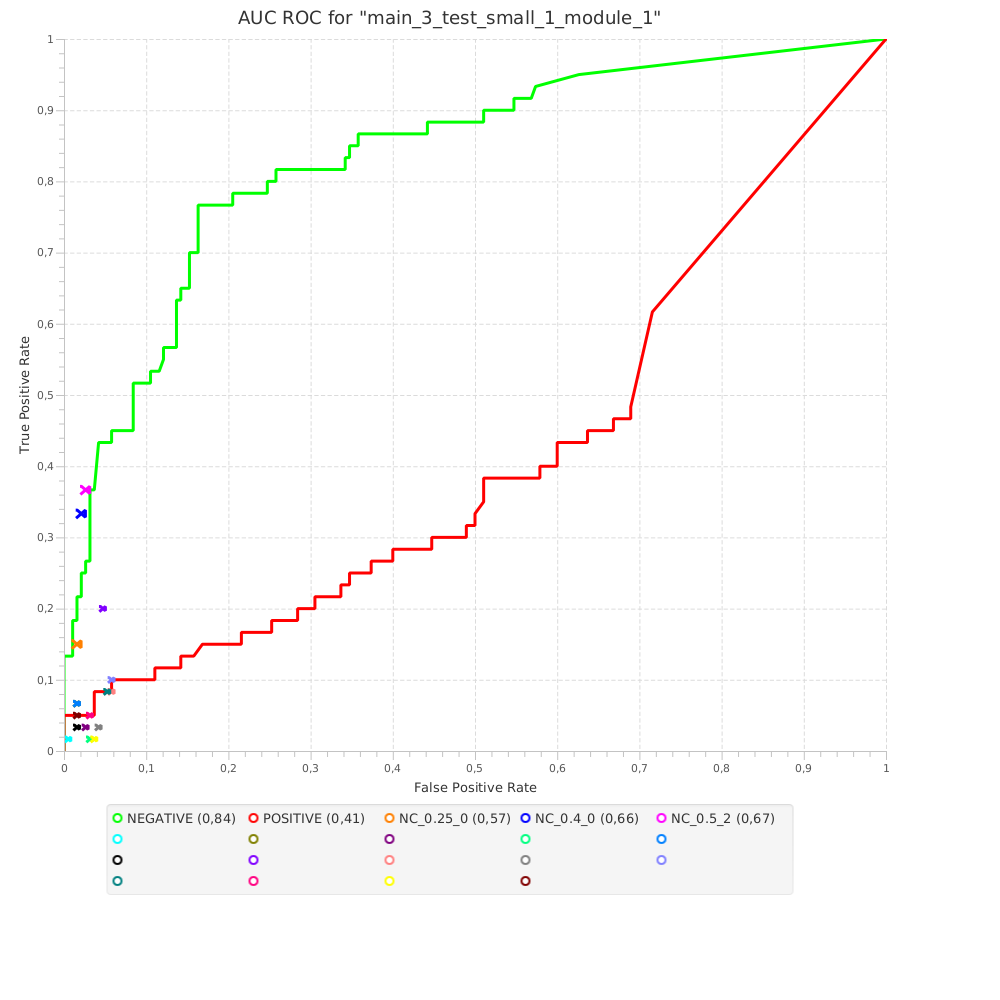 AUC ROC for "main_3_test_small_1_module_1"
True Positive Rate
1
0,9
0,8
0,7
0,6
0,5
0,4
0,3
0,2
0,1
0
0 0,1 0,2 0,3 0,4 0,5 0,6 0,7 0,8 0,9 1
False Positive Rate
NEGATIVE (0,84) POSITIVE (0,41) NC_0.25_0 (0,57) NC_0.4_0 (0,66) NC_0.5_2 (0,67)